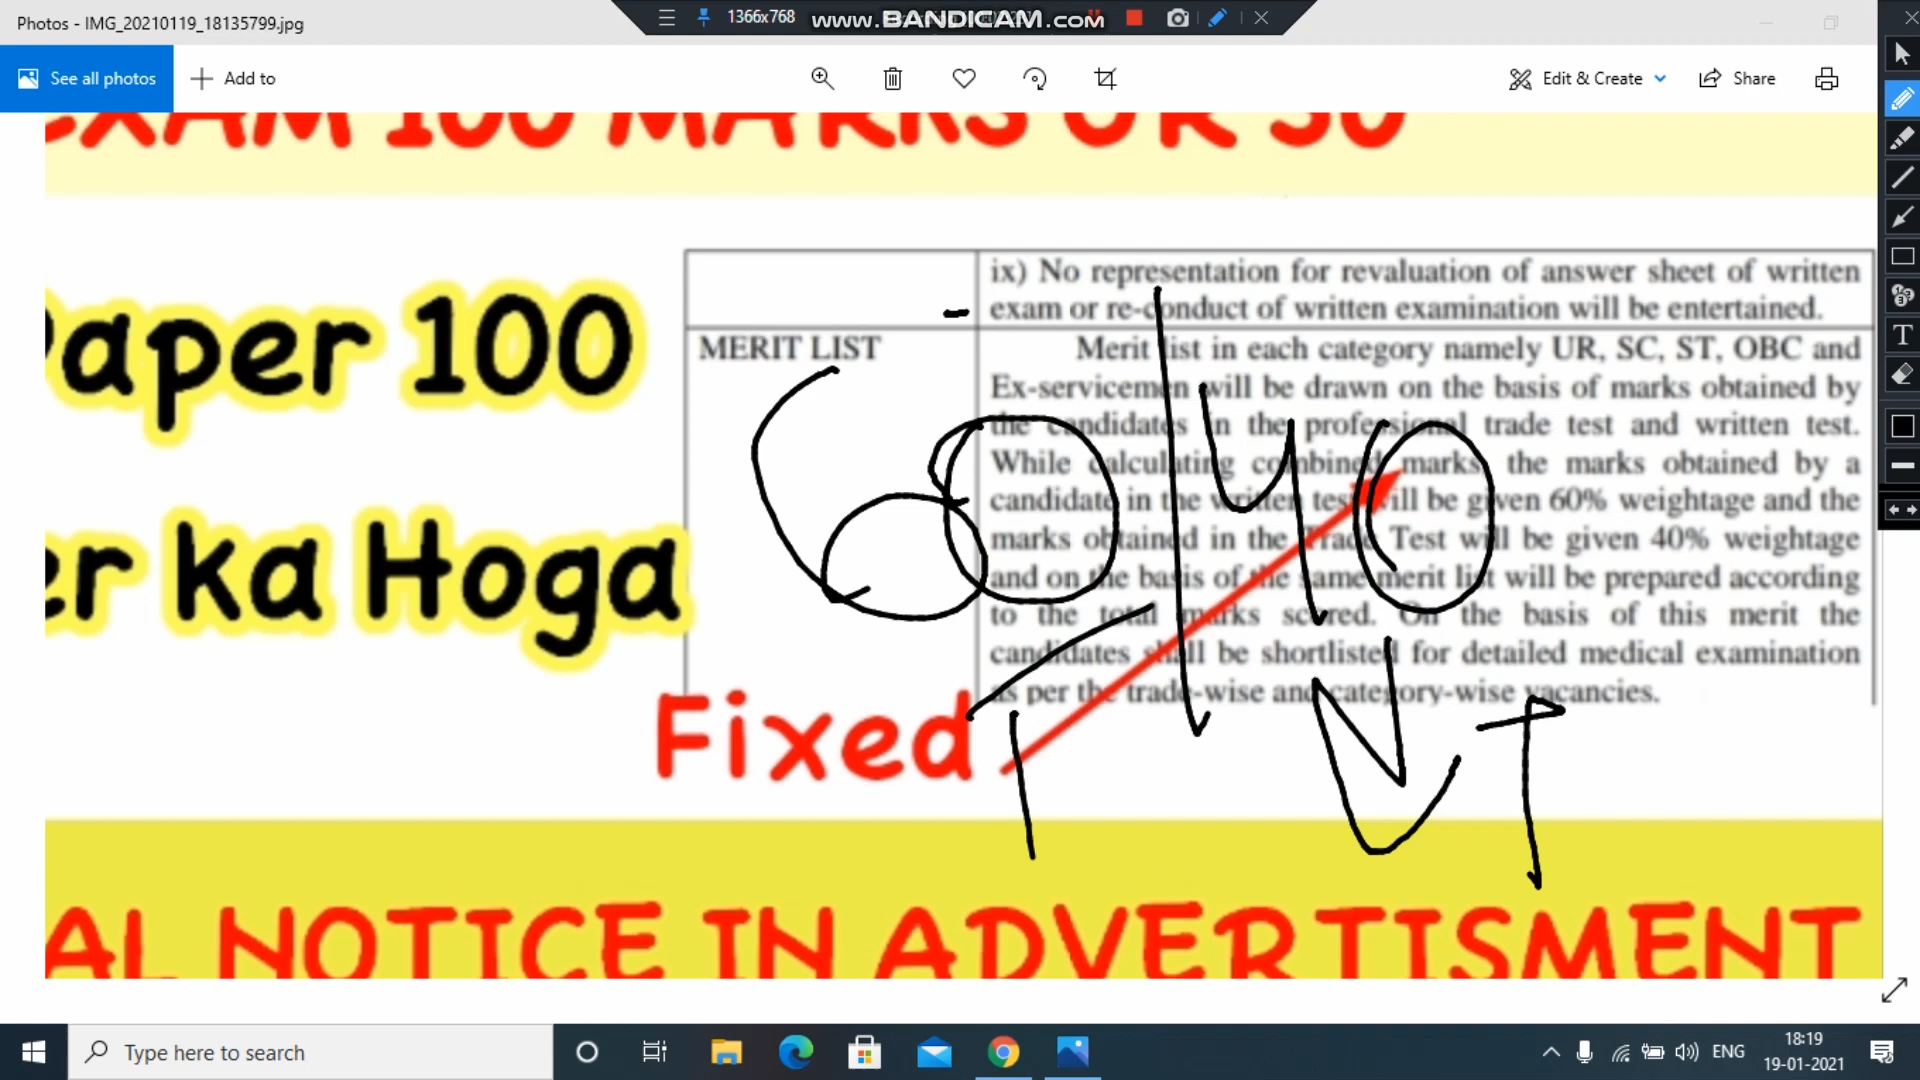 Photos - IMG_20210119_18135799.jpg
1366x768
www.BANDICAM.com
See all photos
Add to
Edit & Create
Share
EXAM 100 MARKS OR 50
Paper 100
er ka Hoga
ix) No representation for revaluation of answer sheet of written
exam or re-conduct of written examination will be entertained.
MERIT LIST
Merit list in each category namely UR, SC, ST, OBC and
Ex-servicemen will be drawn on the basis of marks obtained by
the candidates in the professional trade test and written test.
While calculating combined marks, the marks obtained by a
candidate in the written test will be given 60% weightage and the
marks obtained in the Trade Test will be given 40% weightage
and on the basis of the same merit list will be prepared according
to the total marks scored. On the basis of this merit the
candidates shall be shortlisted for detailed medical examination
as per the trade-wise and category-wise vacancies.
60 40
Fixed
AL NOTICE IN ADVERTISMENT
Type here to search
ENG
18:19
19-01-2021